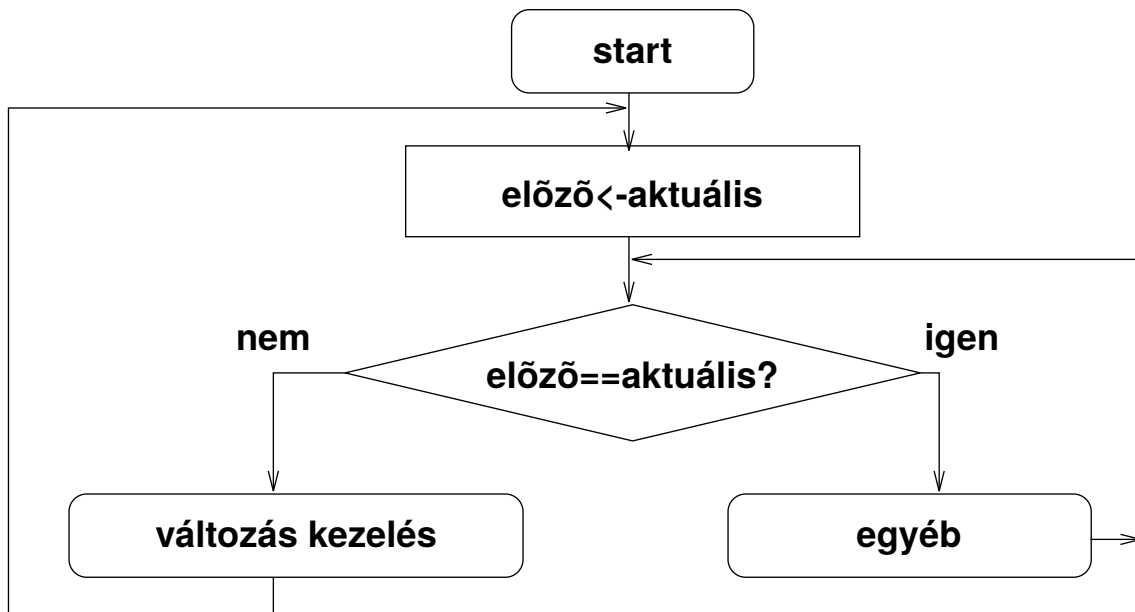 start
elõzõ<-aktuális
nem
igen
elõzõ==aktuális?
változás kezelés
egyéb